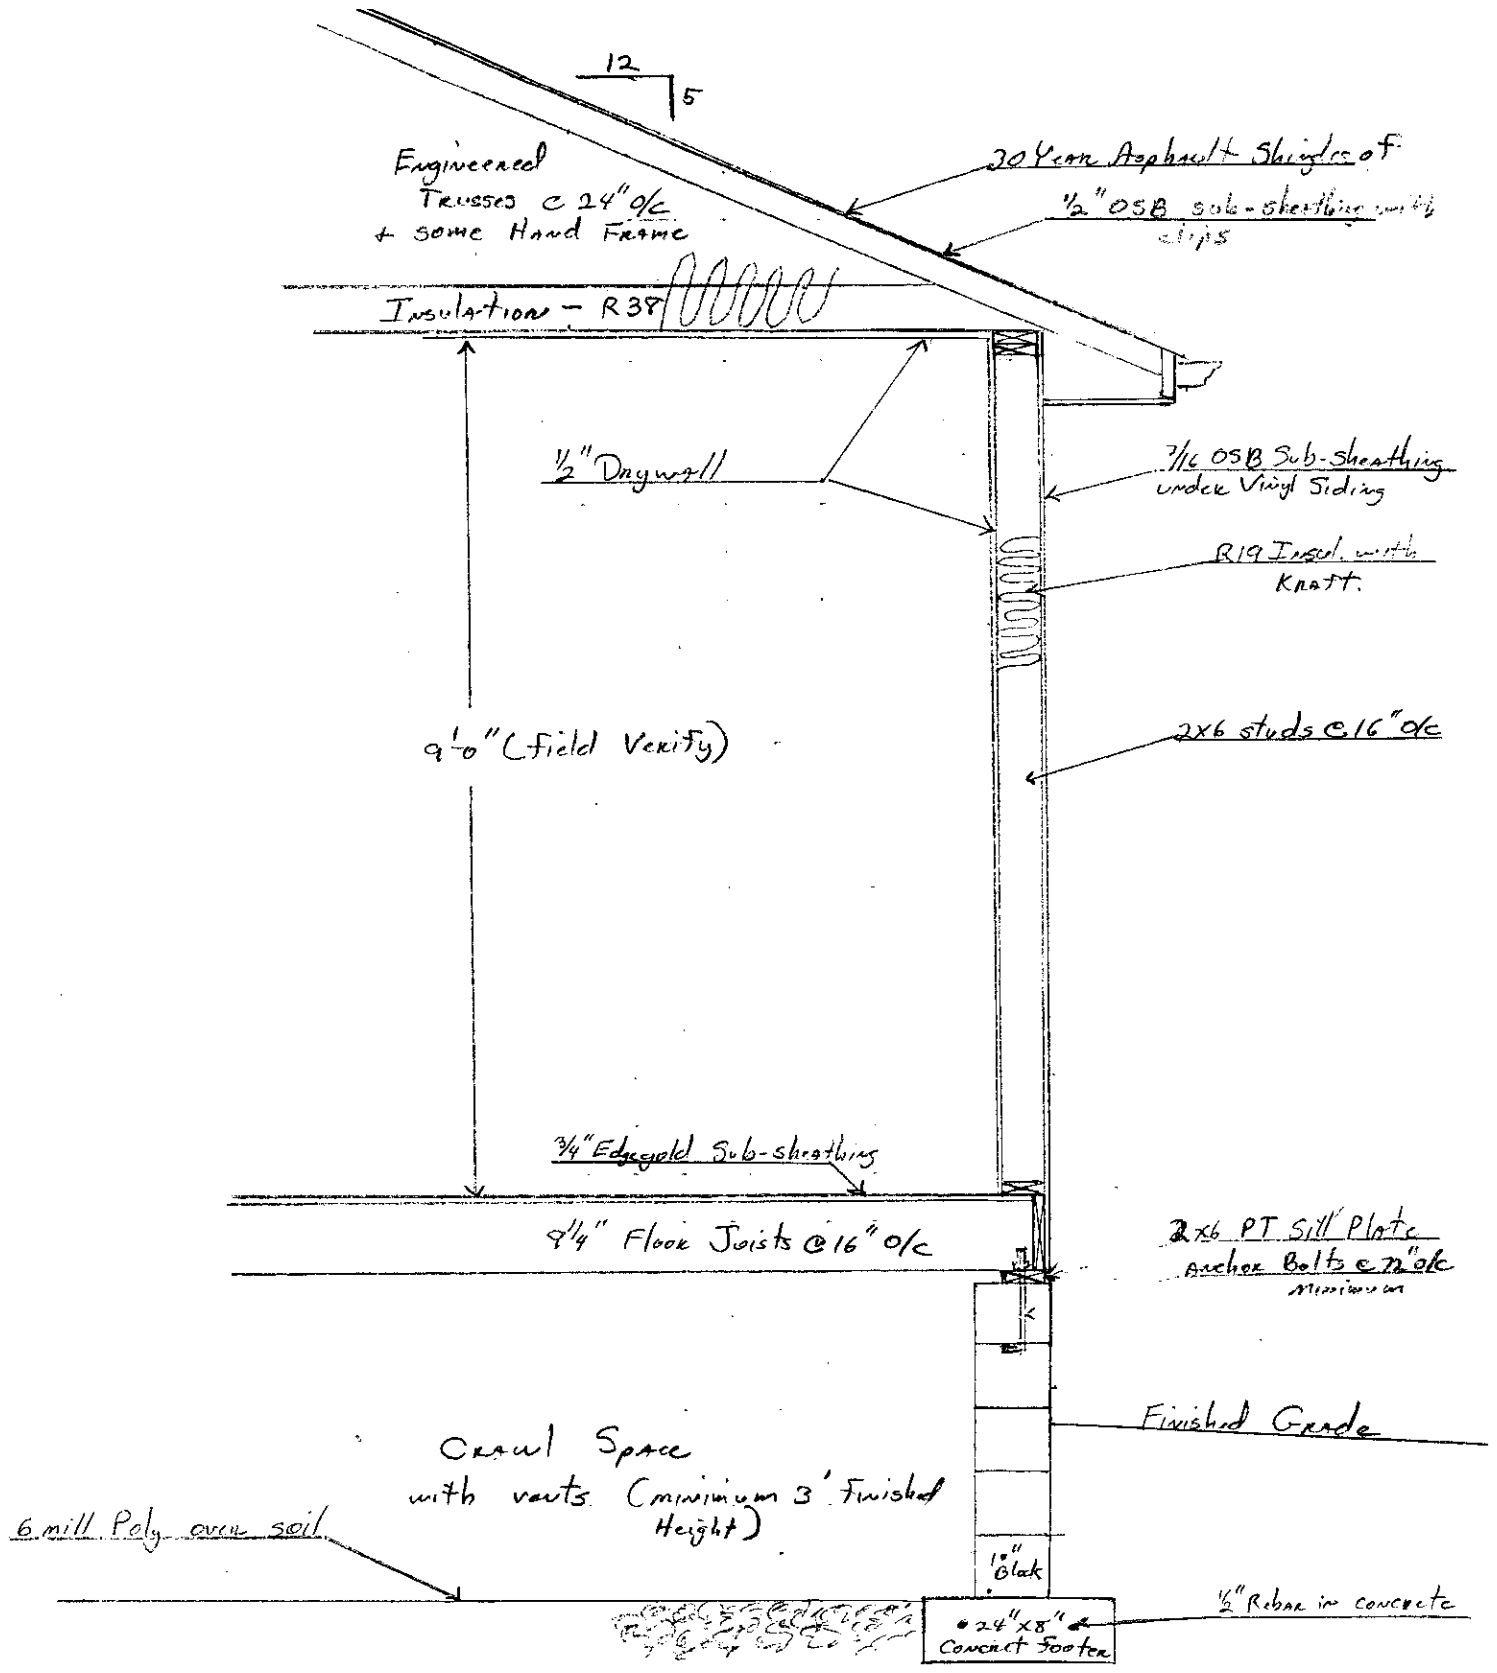 12
5
Engineered
Trusses @ 24" o/c
+ some Hand Frame
30 Year Asphault Shingles of
1/2" OSB sub-sheathing with
clips
Insulation - R38
1/2" Drywall
7/16 OSB Sub-sheathing
under Vinyl Siding
R19 Insul. with
Kraft.
9'0" (field Verify)
2x6 studs @ 16" o/c
3/4" Edgegold Sub-sheathing
9 1/4" Floor Joists @ 16" o/c
2x6 PT Sill Plate
Anchor Bolts @ 72" o/c
minimum
Finished Grade
Crawl Space
with vents (minimum 3' finished
Height)
6 mill Poly over soil
Block
24" x 8"
Concret footer
1/2" Rebar in concrete